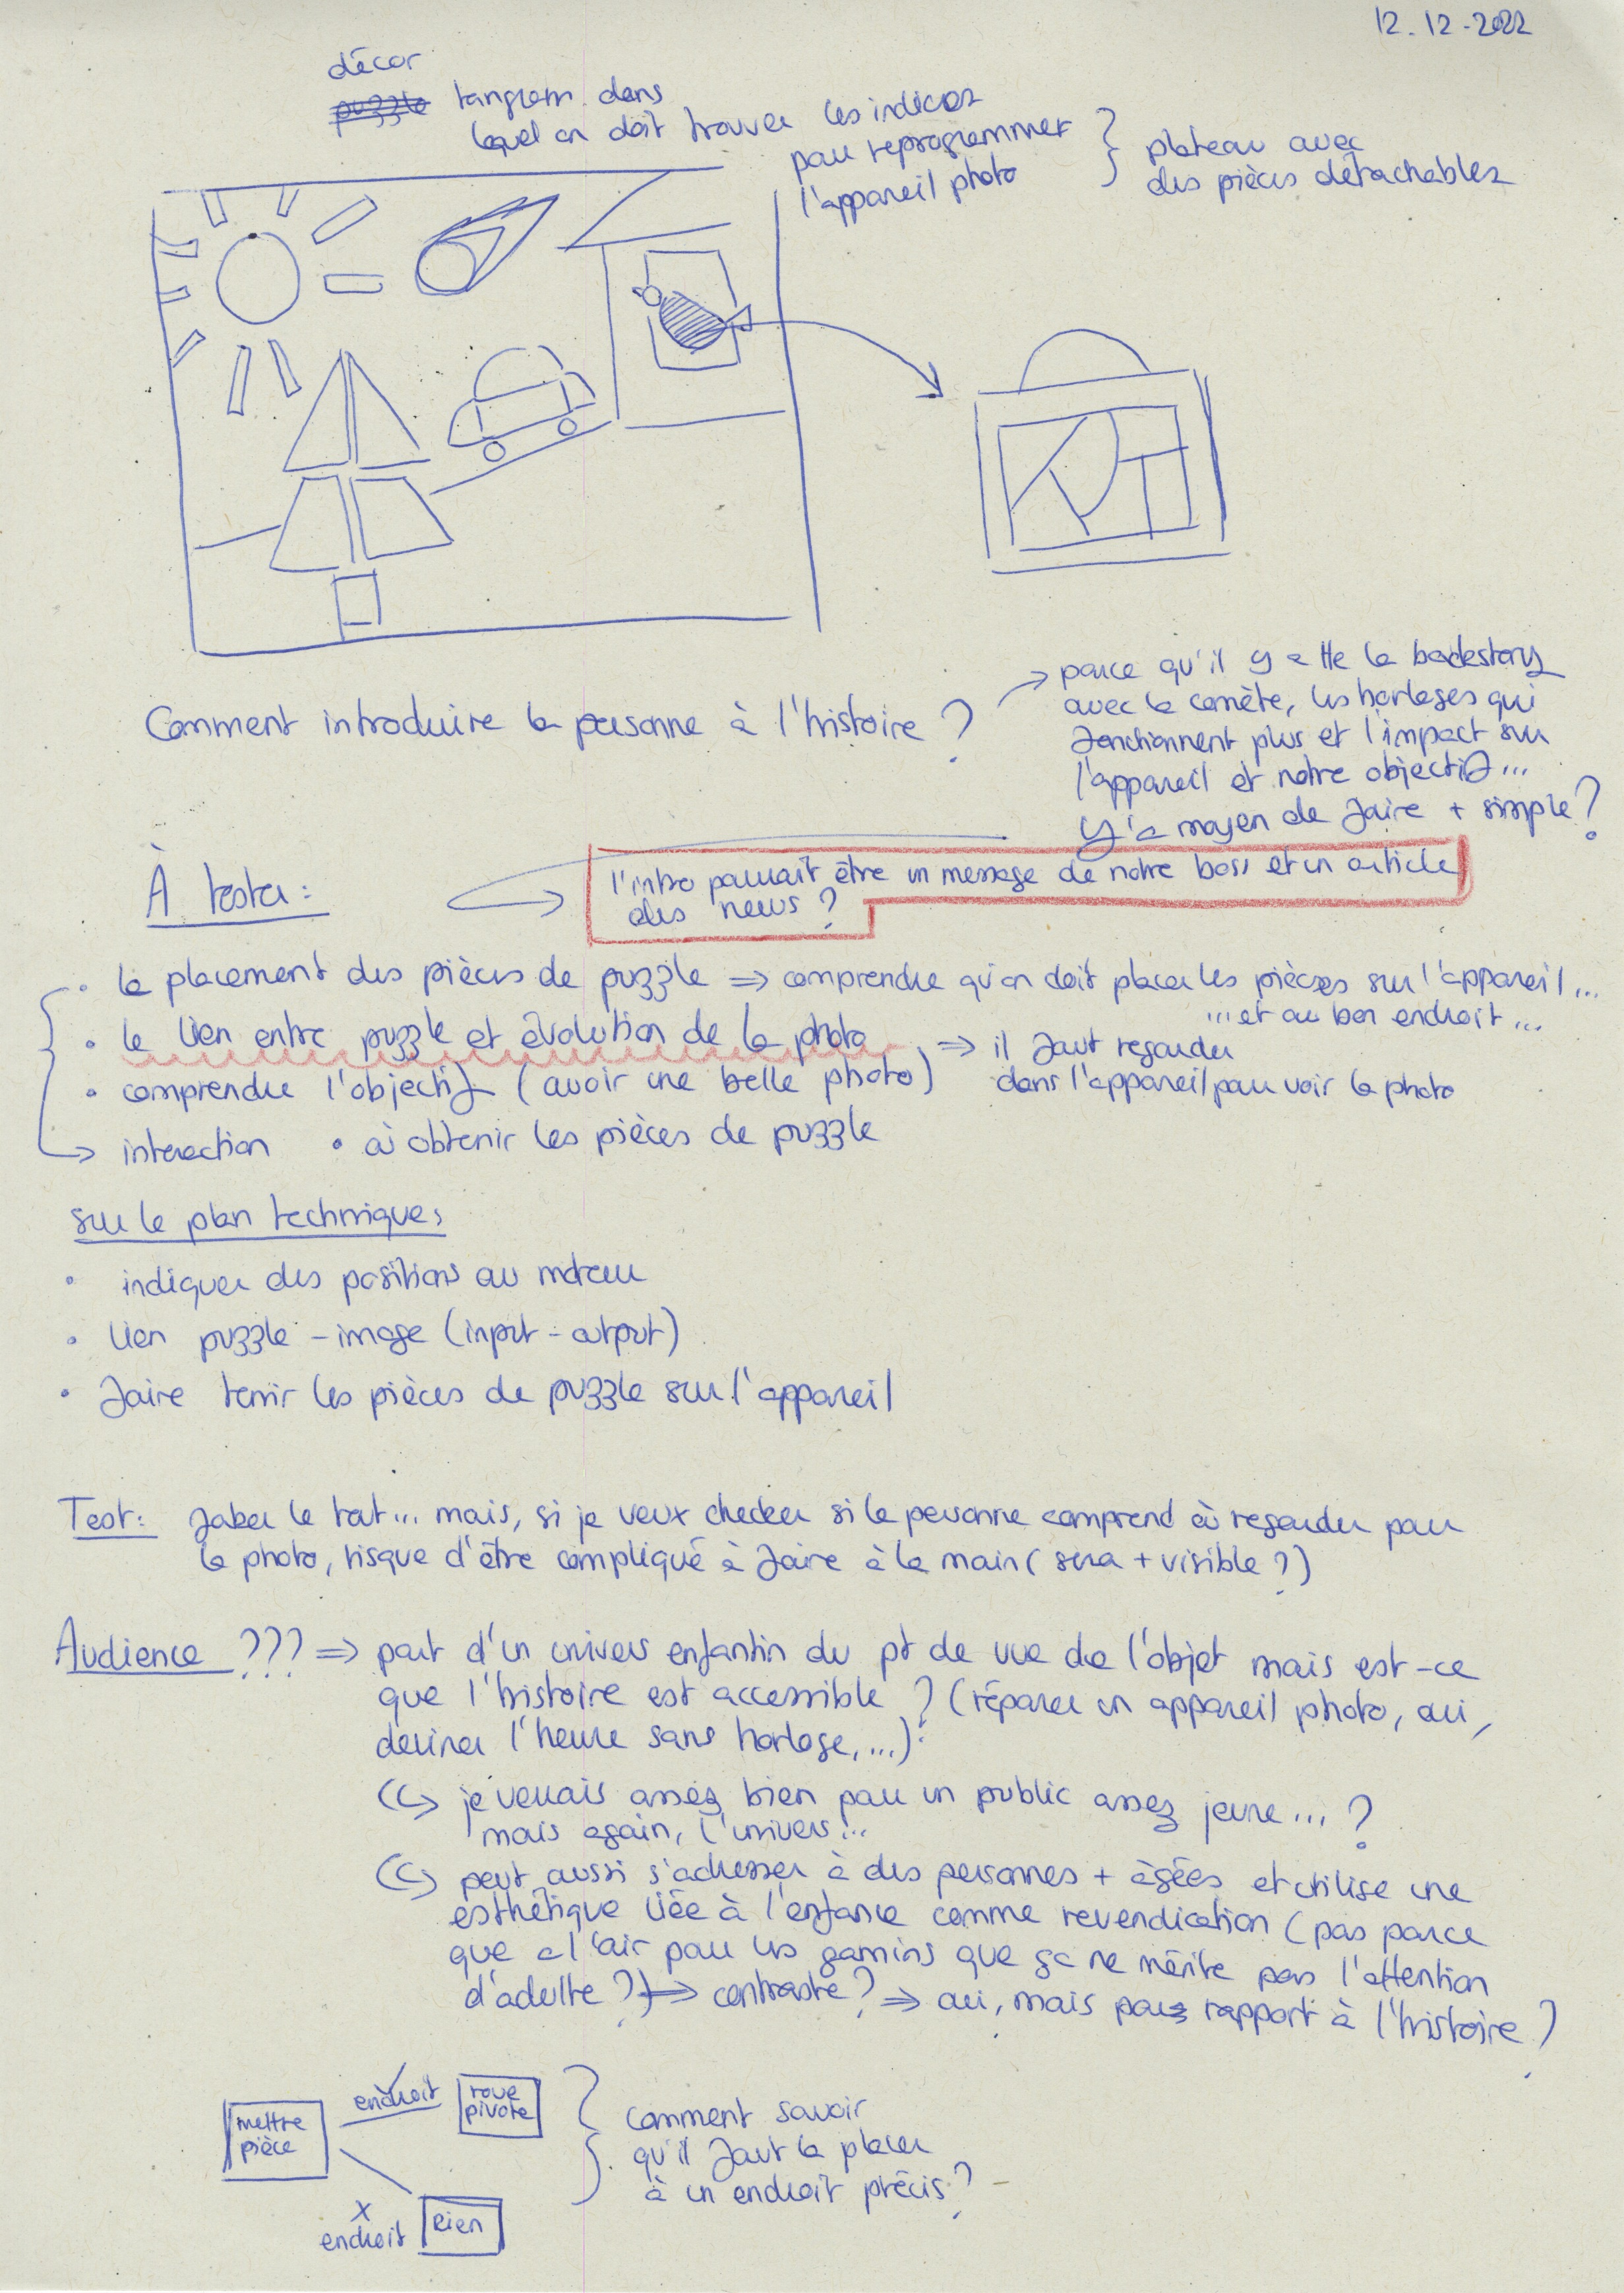 12.12.2022
décor
puzzle tangram dans
lequel on doit trouver les indices
pour reprogrammer
l'appareil photo
plateau avec
des pièces détachables
Comment introduire la personne à l'histoire ?
→ parce qu'il y a tte la backstory
avec la comète, les horloges qui
fonctionnent plus et l'impact sur
l'appareil et notre objectif...
y'a moyen de faire + simple ?
À tester :
l'intro pourrait être un message de notre boss et un article
des news ?
• le placement des pièces de puzzle ⇒ comprendre qu'on doit placer les pièces sur l'appareil...
...et au bon endroit...
• le lien entre puzzle et évolution de la photo ⇒ il faut regarder
dans l'appareil pour voir la photo
• comprendre l'objectif (avoir une belle photo)
→ interaction • où obtenir les pièces de puzzle
sur le plan technique :
• indiquer des positions au moteur
• lien puzzle - image (input - output)
• faire tenir les pièces de puzzle sur l'appareil
Test : faker le tout... mais, si je veux checker si la personne comprend où regarder pour
la photo, risque d'être compliqué à faire à la main (sera + visible ?)
Audience ??? ⇒ part d'un univers enfantin du pt de vue de l'objet mais est-ce
que l'histoire est accessible ? (réparer un appareil photo, oui,
deviner l'heure sans horloge,...)
(↳ je verrais assez bien pour un public assez jeune... ?
mais again, l'univers...
(↳ peut aussi s'adresser à des personnes + âgées et utilise une
esthétique liée à l'enfance comme revendication (pas parce
que a l'air pour les gamins que ça ne mérite pas l'attention
d'adulte ?) ⇒ contraste ? ⇒ oui, mais rapport à l'histoire ?
mettre
pièce
✓
endroit
roue
pivote
x
endroit
Rien
comment savoir
qu'il faut la placer
à un endroit précis ?